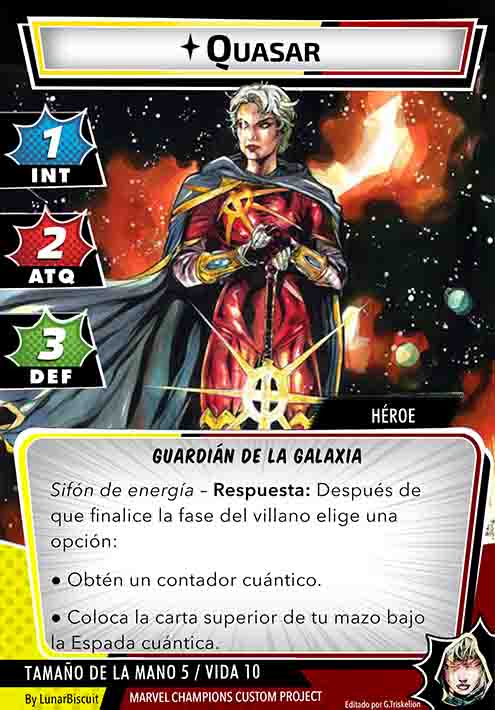 Quasar
1
INT
2
ATQ
3
DEF
HÉROE
GUARDIÁN DE LA GALAXIA
Sifón de energía – Respuesta: Después de
que finalice la fase del villano elige una
opción:
● Obtén un contador cuántico.
● Coloca la carta superior de tu mazo bajo
la Espada cuántica.
TAMAÑO DE LA MANO 5 / VIDA 10
By LunarBiscuit
MARVEL CHAMPIONS CUSTOM PROJECT
Editado por G.Triskelion